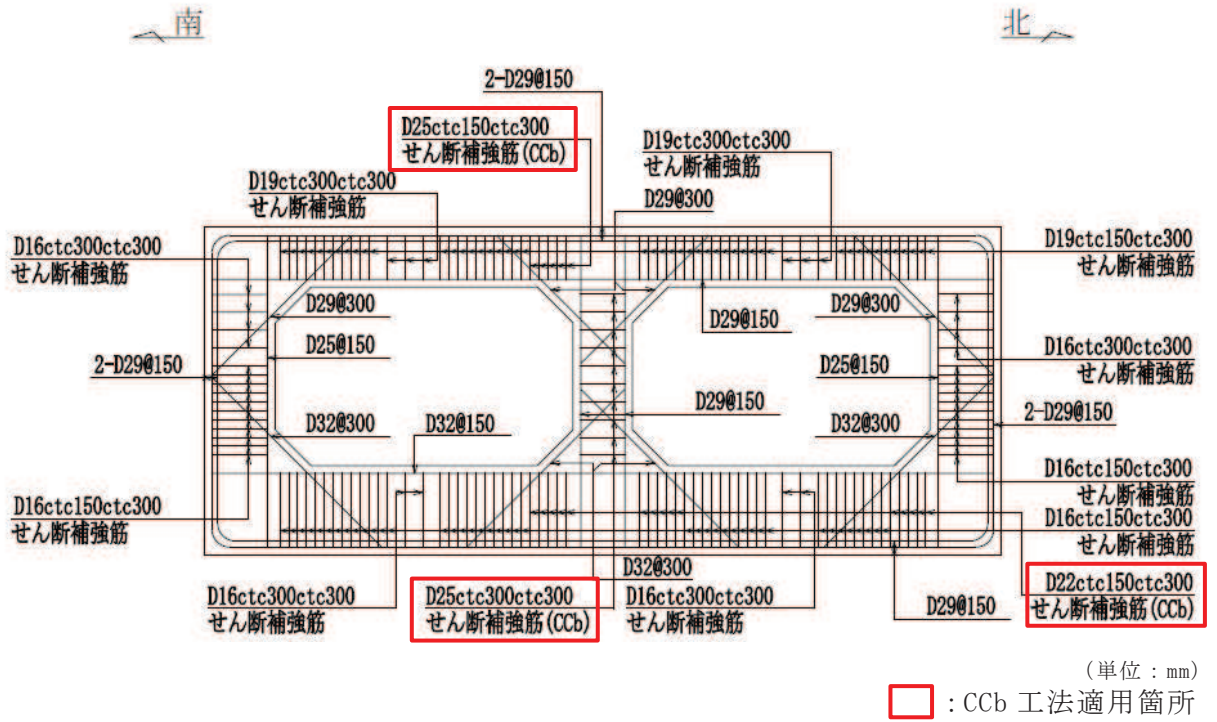 南
北
2-D29@150
D25ctc150ctc300
せん断補強筋(CCb)
D19ctc300ctc300
せん断補強筋
D19ctc300ctc300
せん断補強筋
D29@300
D16ctc300ctc300
せん断補強筋
D19ctc150ctc300
せん断補強筋
D29@300
D29@150
D29@300
D25@150
D16ctc300ctc300
せん断補強筋
2-D29@150
D25@150
D29@150
2-D29@150
D32@300
D32@150
D32@300
D16ctc150ctc300
せん断補強筋
D16ctc150ctc300
せん断補強筋
D16ctc150ctc300
せん断補強筋
D32@300
D16ctc300ctc300
せん断補強筋
D25ctc300ctc300
せん断補強筋(CCb)
D16ctc300ctc300
せん断補強筋
D29@150
D22ctc150ctc300
せん断補強筋(CCb)
(単位:mm)
:CCb 工法適用箇所